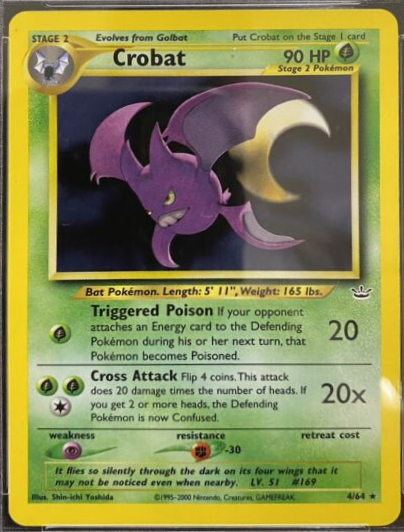 STAGE 2 Evolves from Golbat Put Crobat on the Stage 1 card
Crobat 90 HP
Stage 2 Pokémon
Bat Pokémon. Length: 5' 11", Weight: 165 lbs.
Triggered Poison If your opponent
attaches an Energy card to the Defending
Pokémon during his or her next turn, that
Pokémon becomes Poisoned.
20
Cross Attack Flip 4 coins. This attack
does 20 damage times the number of heads. If
you get 2 or more heads, the Defending
Pokémon is now Confused.
20x
weakness resistance retreat cost
-30
It flies so silently through the dark on its four wings that it
may not be noticed even when nearby. LV. 51 #169
Illus. Shin-ichi Yoshida ©1995-2000 Nintendo, Creatures, GAMEFREAK. 4/64 ★